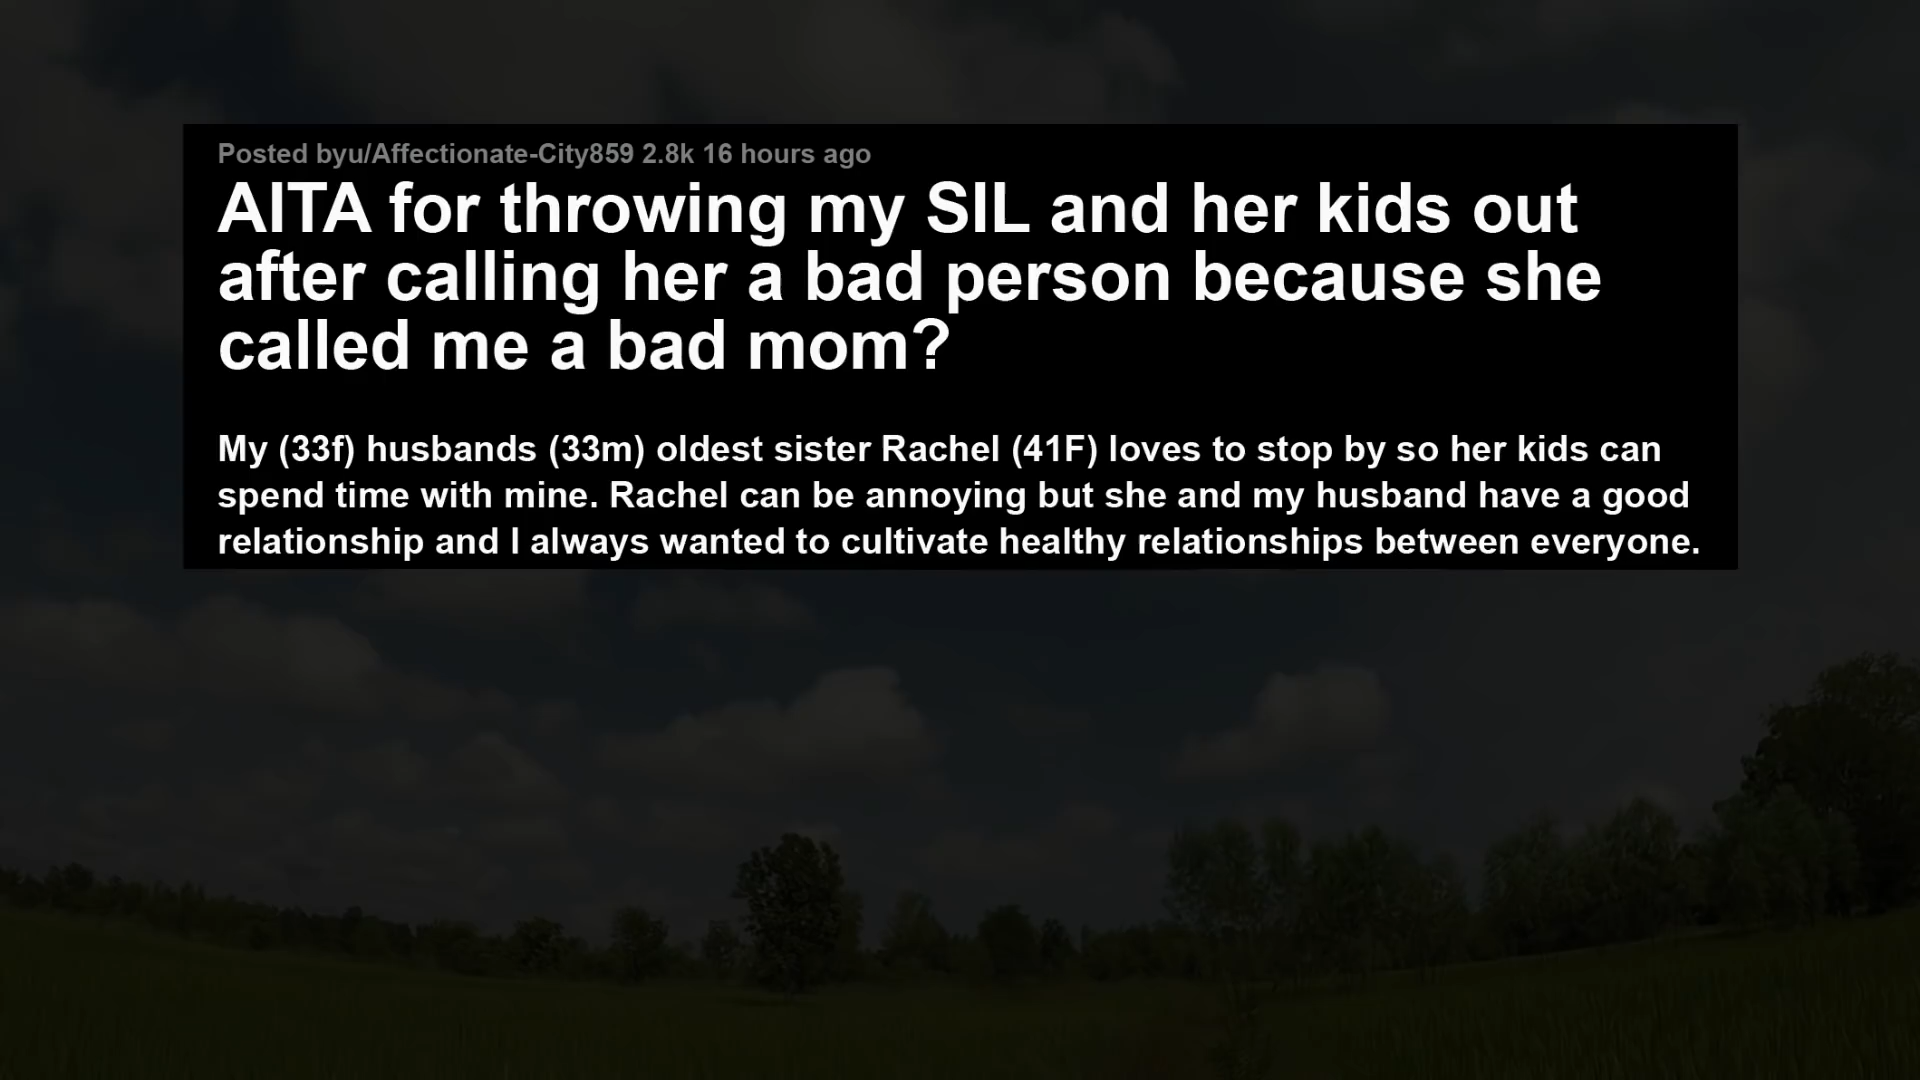 Posted byu/Affectionate-City859 2.8k 16 hours ago
AITA for throwing my SIL and her kids out
after calling her a bad person because she
called me a bad mom?
My (33f) husbands (33m) oldest sister Rachel (41F) loves to stop by so her kids can
spend time with mine. Rachel can be annoying but she and my husband have a good
relationship and I always wanted to cultivate healthy relationships between everyone.